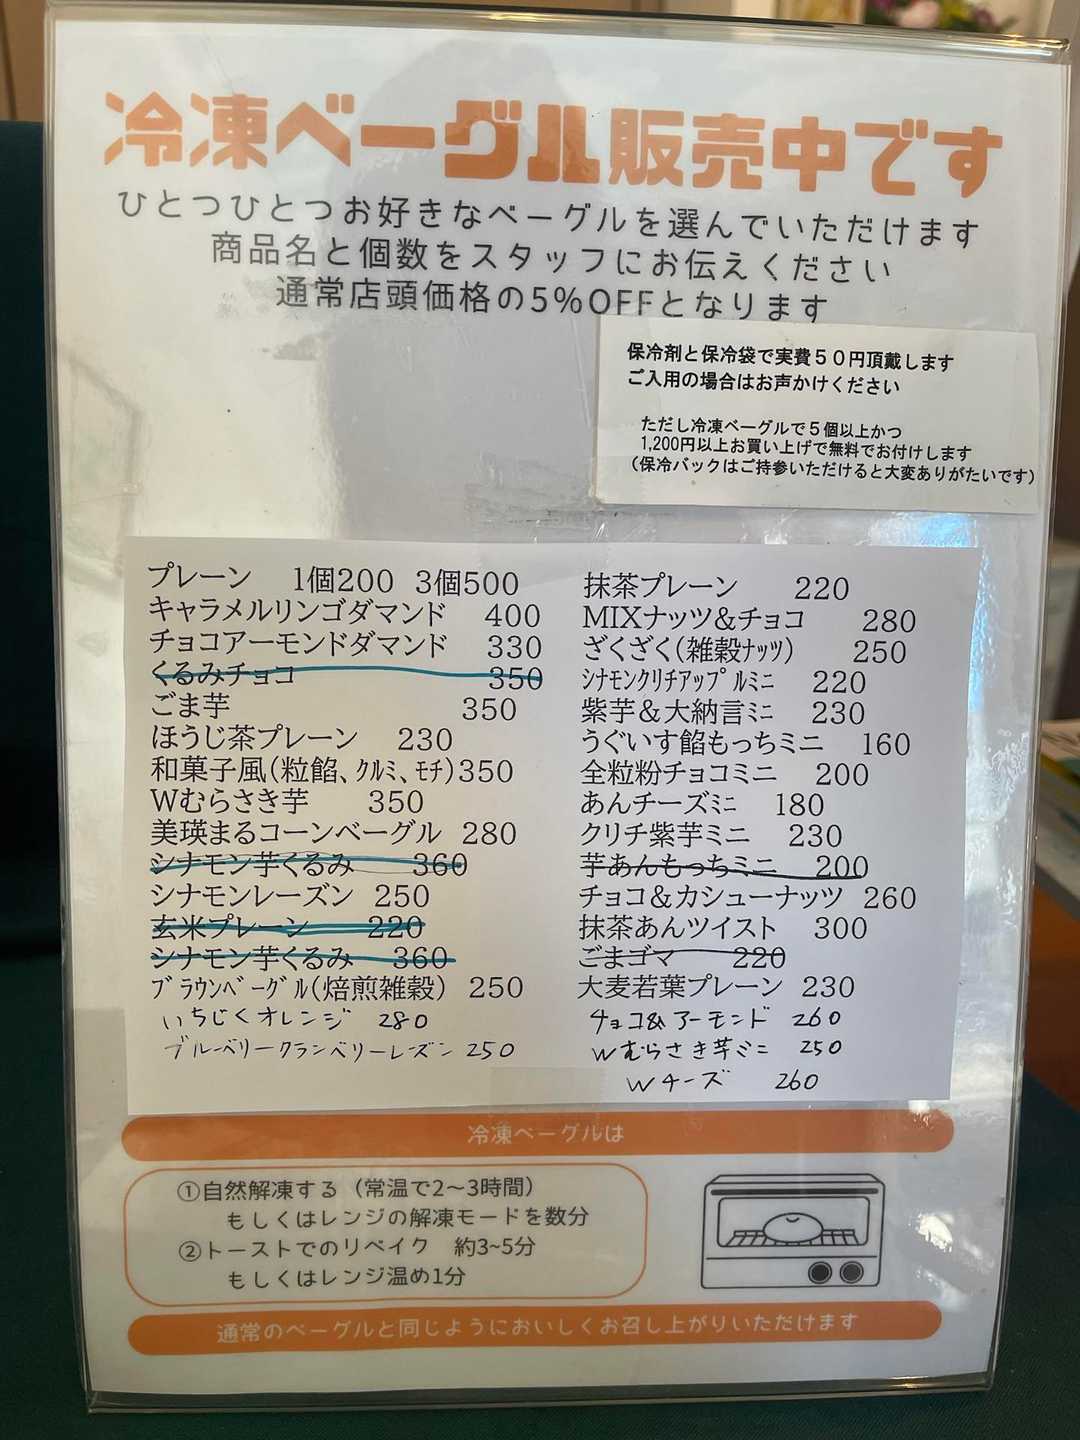 冷凍ベーグル販売中です
ひとつひとつお好きなベーグルを選んでいただけます
商品名と個数をスタッフにお伝えください
通常店頭価格の5%OFFとなります
保冷剤と保冷袋で実費50円頂戴します
ご入用の場合はお声かけください
ただし冷凍ベーグルで5個以上かつ
1,200円以上お買い上げで無料でお付けします
(保冷バックはご持参いただけると大変ありがたいです)
プレーン 1個200 3個500
キャラメルリンゴダマンド 400
チョコアーモンドダマンド 330
くるみチョコ 350
ごま芋 350
ほうじ茶プレーン 230
和菓子風(粒餡、ｸﾙﾐ、ﾓﾁ)350
Wむらさき芋 350
美瑛まるコーンベーグル 280
シナモン芋くるみ 360
シナモンレーズン 250
玄米プレーン 220
シナモン芋くるみ 360
ﾌﾞﾗｳﾝﾍﾞｰｸﾞﾙ(焙煎雑穀) 250
いちじくオレンジ 280
ブルーベリークランベリーレーズン 250
抹茶プレーン 220
MIXナッツ&チョコ 280
ざくざく(雑穀ﾅｯﾂ) 250
ｼﾅﾓﾝｸﾘﾁｱｯﾌﾟﾙﾐﾆ 220
紫芋＆大納言ﾐﾆ 230
うぐいす餡もっちミニ 160
全粒粉チョコミニ 200
あんチーズﾐﾆ 180
クリチ紫芋ミニ 230
芋あんもっちミニ 200
チョコ＆カシューナッツ 260
抹茶あんツイスト 300
ごまゴマ 220
大麦若葉プレーン 230
チョコ&アーモンド 260
Wむらさき芋ミニ 250
Wチーズ 260
冷凍ベーグルは
①自然解凍する（常温で2〜3時間）
もしくはレンジの解凍モードを数分
②トーストでのリベイク 約3~5分
もしくはレンジ温め1分
通常のベーグルと同じようにおいしくお召し上がりいただけます